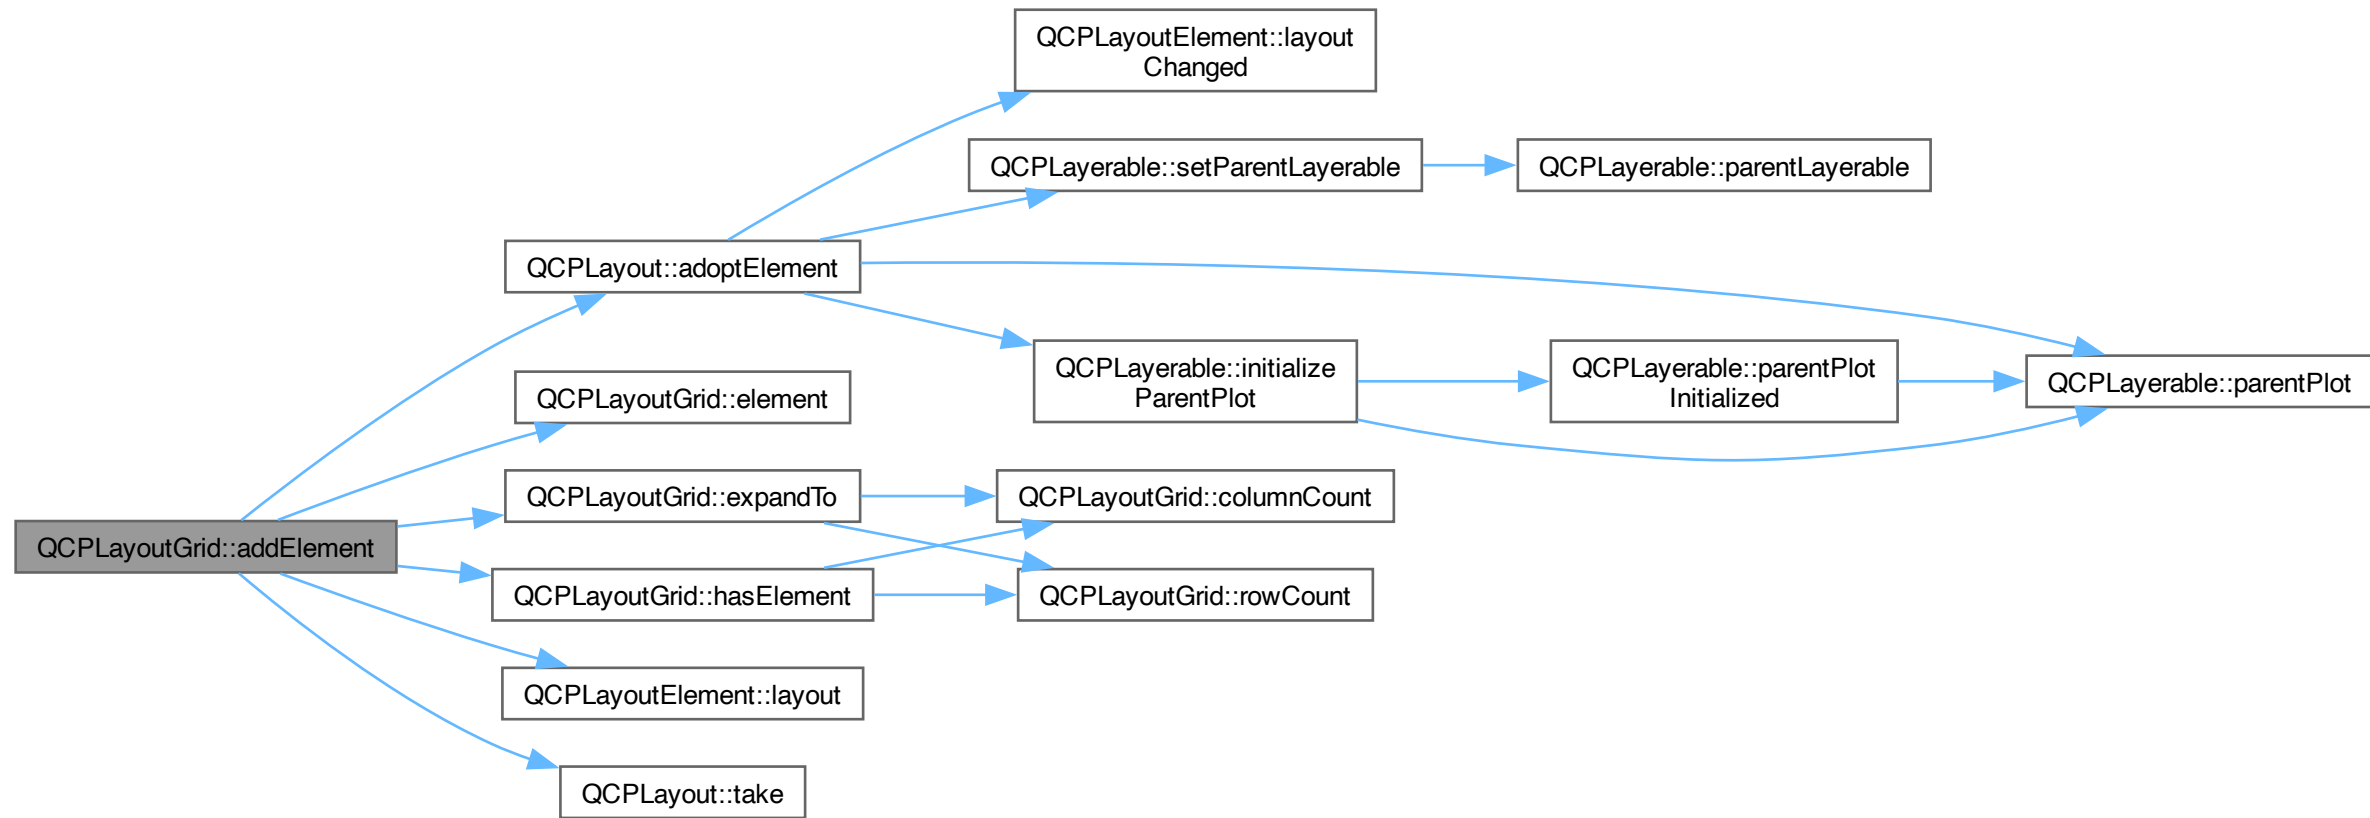 QCPLayoutElement::layout
Changed
QCPLayerable::setParentLayerable
QCPLayerable::parentLayerable
QCPLayout::adoptElement
QCPLayerable::initialize
ParentPlot
QCPLayerable::parentPlot
Initialized
QCPLayerable::parentPlot
QCPLayoutGrid::element
QCPLayoutGrid::expandTo
QCPLayoutGrid::columnCount
QCPLayoutGrid::addElement
QCPLayoutGrid::hasElement
QCPLayoutGrid::rowCount
QCPLayoutElement::layout
QCPLayout::take